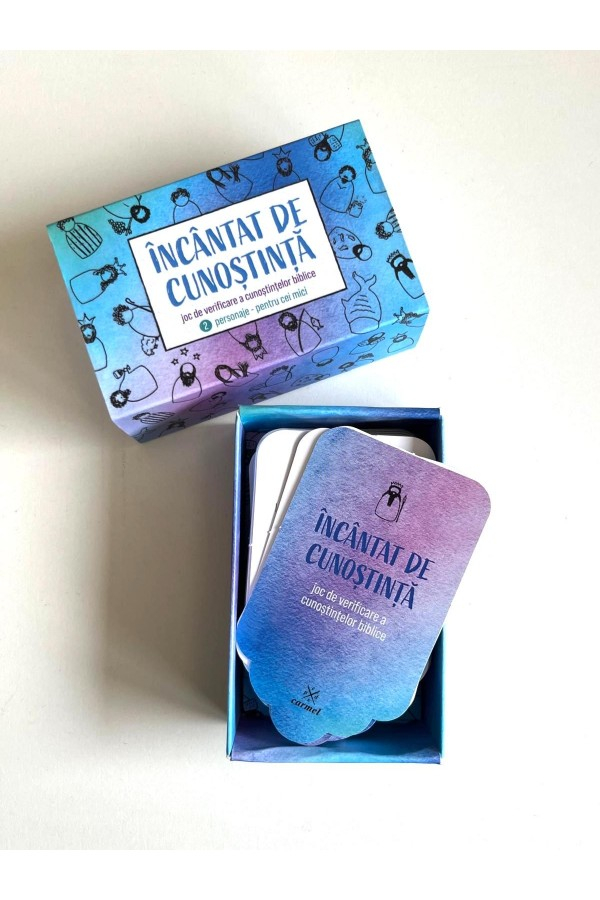 ÎNCÂNTAT DE
CUNOȘTINȚĂ
joc de verificare a cunoștințelor biblice
2 personaje - pentru cei mici
ÎNCÂNTAT DE
CUNOȘTINȚĂ
joc de verificare a
cunoștințelor biblice
carmel